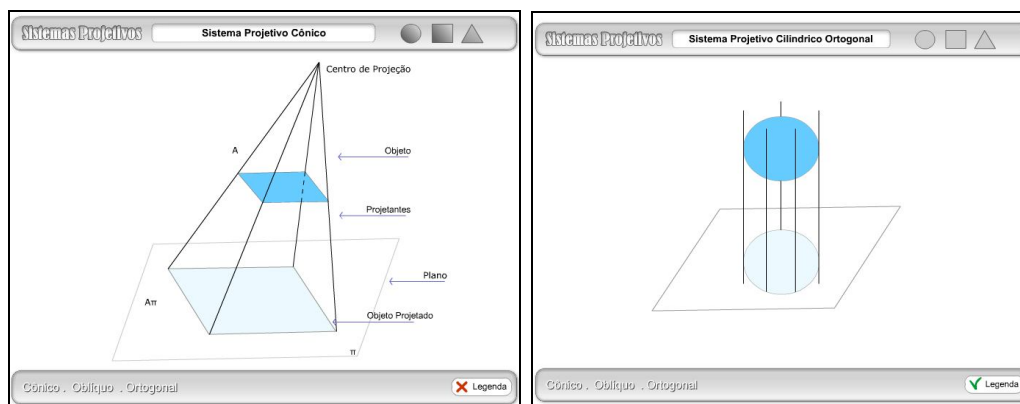 Sistemas Projetivos
Sistema Projetivo Cônico
Centro de Projeção
A
Objeto
Projetantes
Plano
Aπ
Objeto Projetado
π
Cônico . Oblíquo . Ortogonal
Legenda
Sistemas Projetivos
Sistema Projetivo Cilindrico Ortogonal
Cônico . Oblíquo . Ortogonal
Legenda